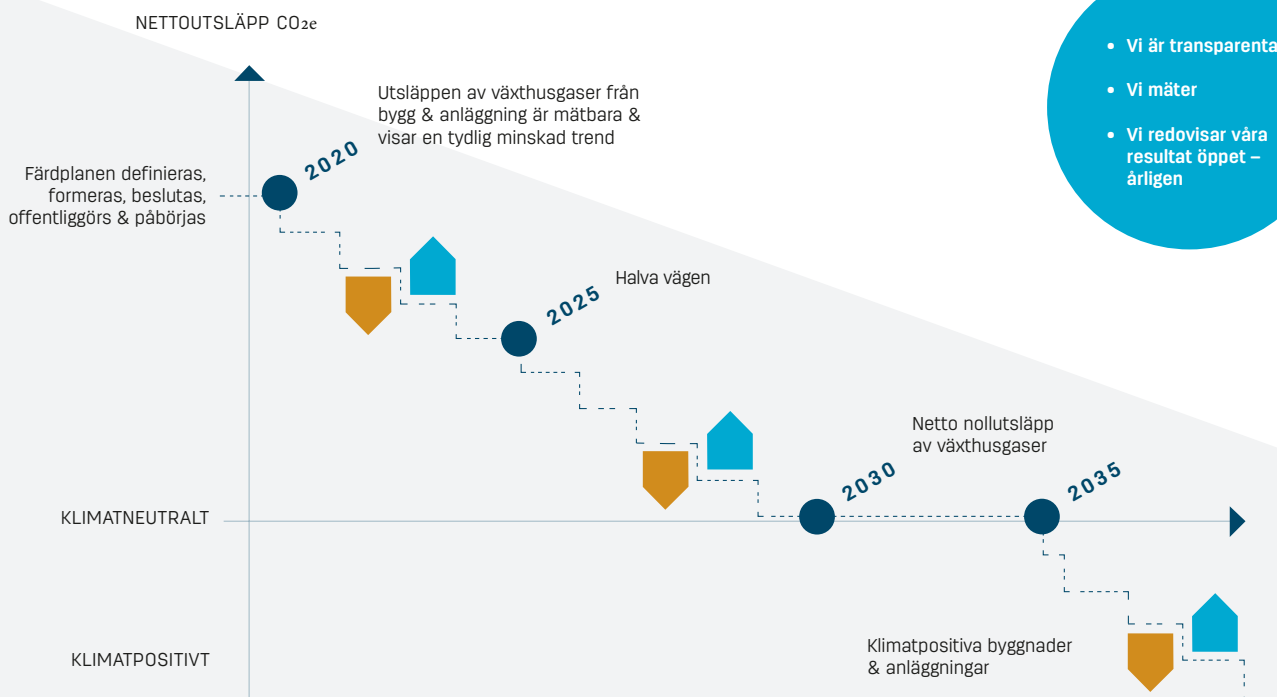 NETTOUTSLÄPP CO2e
• Vi är transparenta
• Vi mäter
• Vi redovisar våra
resultat öppet –
årligen
Utsläppen av växthusgaser från
bygg & anläggning är mätbara &
visar en tydlig minskad trend
2020
Färdplanen definieras,
formeras, beslutas,
offentliggörs & påbörjas
2025
Halva vägen
Netto nollutsläpp
av växthusgaser
2030
2035
KLIMATNEUTRALT
Klimatpositiva byggnader
& anläggningar
KLIMATPOSITIVT